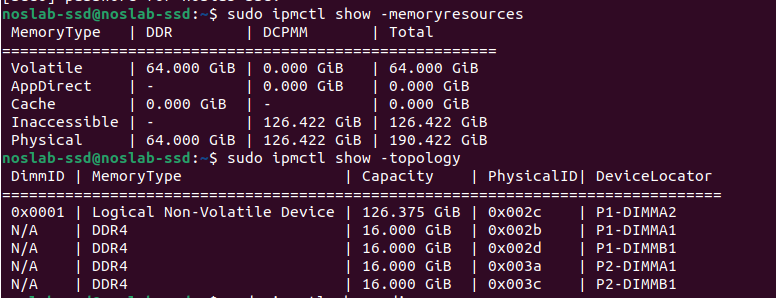 noslab-ssd@noslab-ssd:~$ sudo ipmctl show -memoryresources
MemoryType | DDR | DCPMM | Total
==========================================================
Volatile | 64.000 GiB | 0.000 GiB | 64.000 GiB
AppDirect | - | 0.000 GiB | 0.000 GiB
Cache | 0.000 GiB | - | 0.000 GiB
Inaccessible | - | 126.422 GiB | 126.422 GiB
Physical | 64.000 GiB | 126.422 GiB | 190.422 GiB
noslab-ssd@noslab-ssd:~$ sudo ipmctl show -topology
DimmID | MemoryType | Capacity | PhysicalID| DeviceLocator
================================================================================
0x0001 | Logical Non-Volatile Device | 126.375 GiB | 0x002c | P1-DIMMA2
N/A | DDR4 | 16.000 GiB | 0x002b | P1-DIMMA1
N/A | DDR4 | 16.000 GiB | 0x002d | P1-DIMMB1
N/A | DDR4 | 16.000 GiB | 0x003a | P2-DIMMA1
N/A | DDR4 | 16.000 GiB | 0x003c | P2-DIMMB1